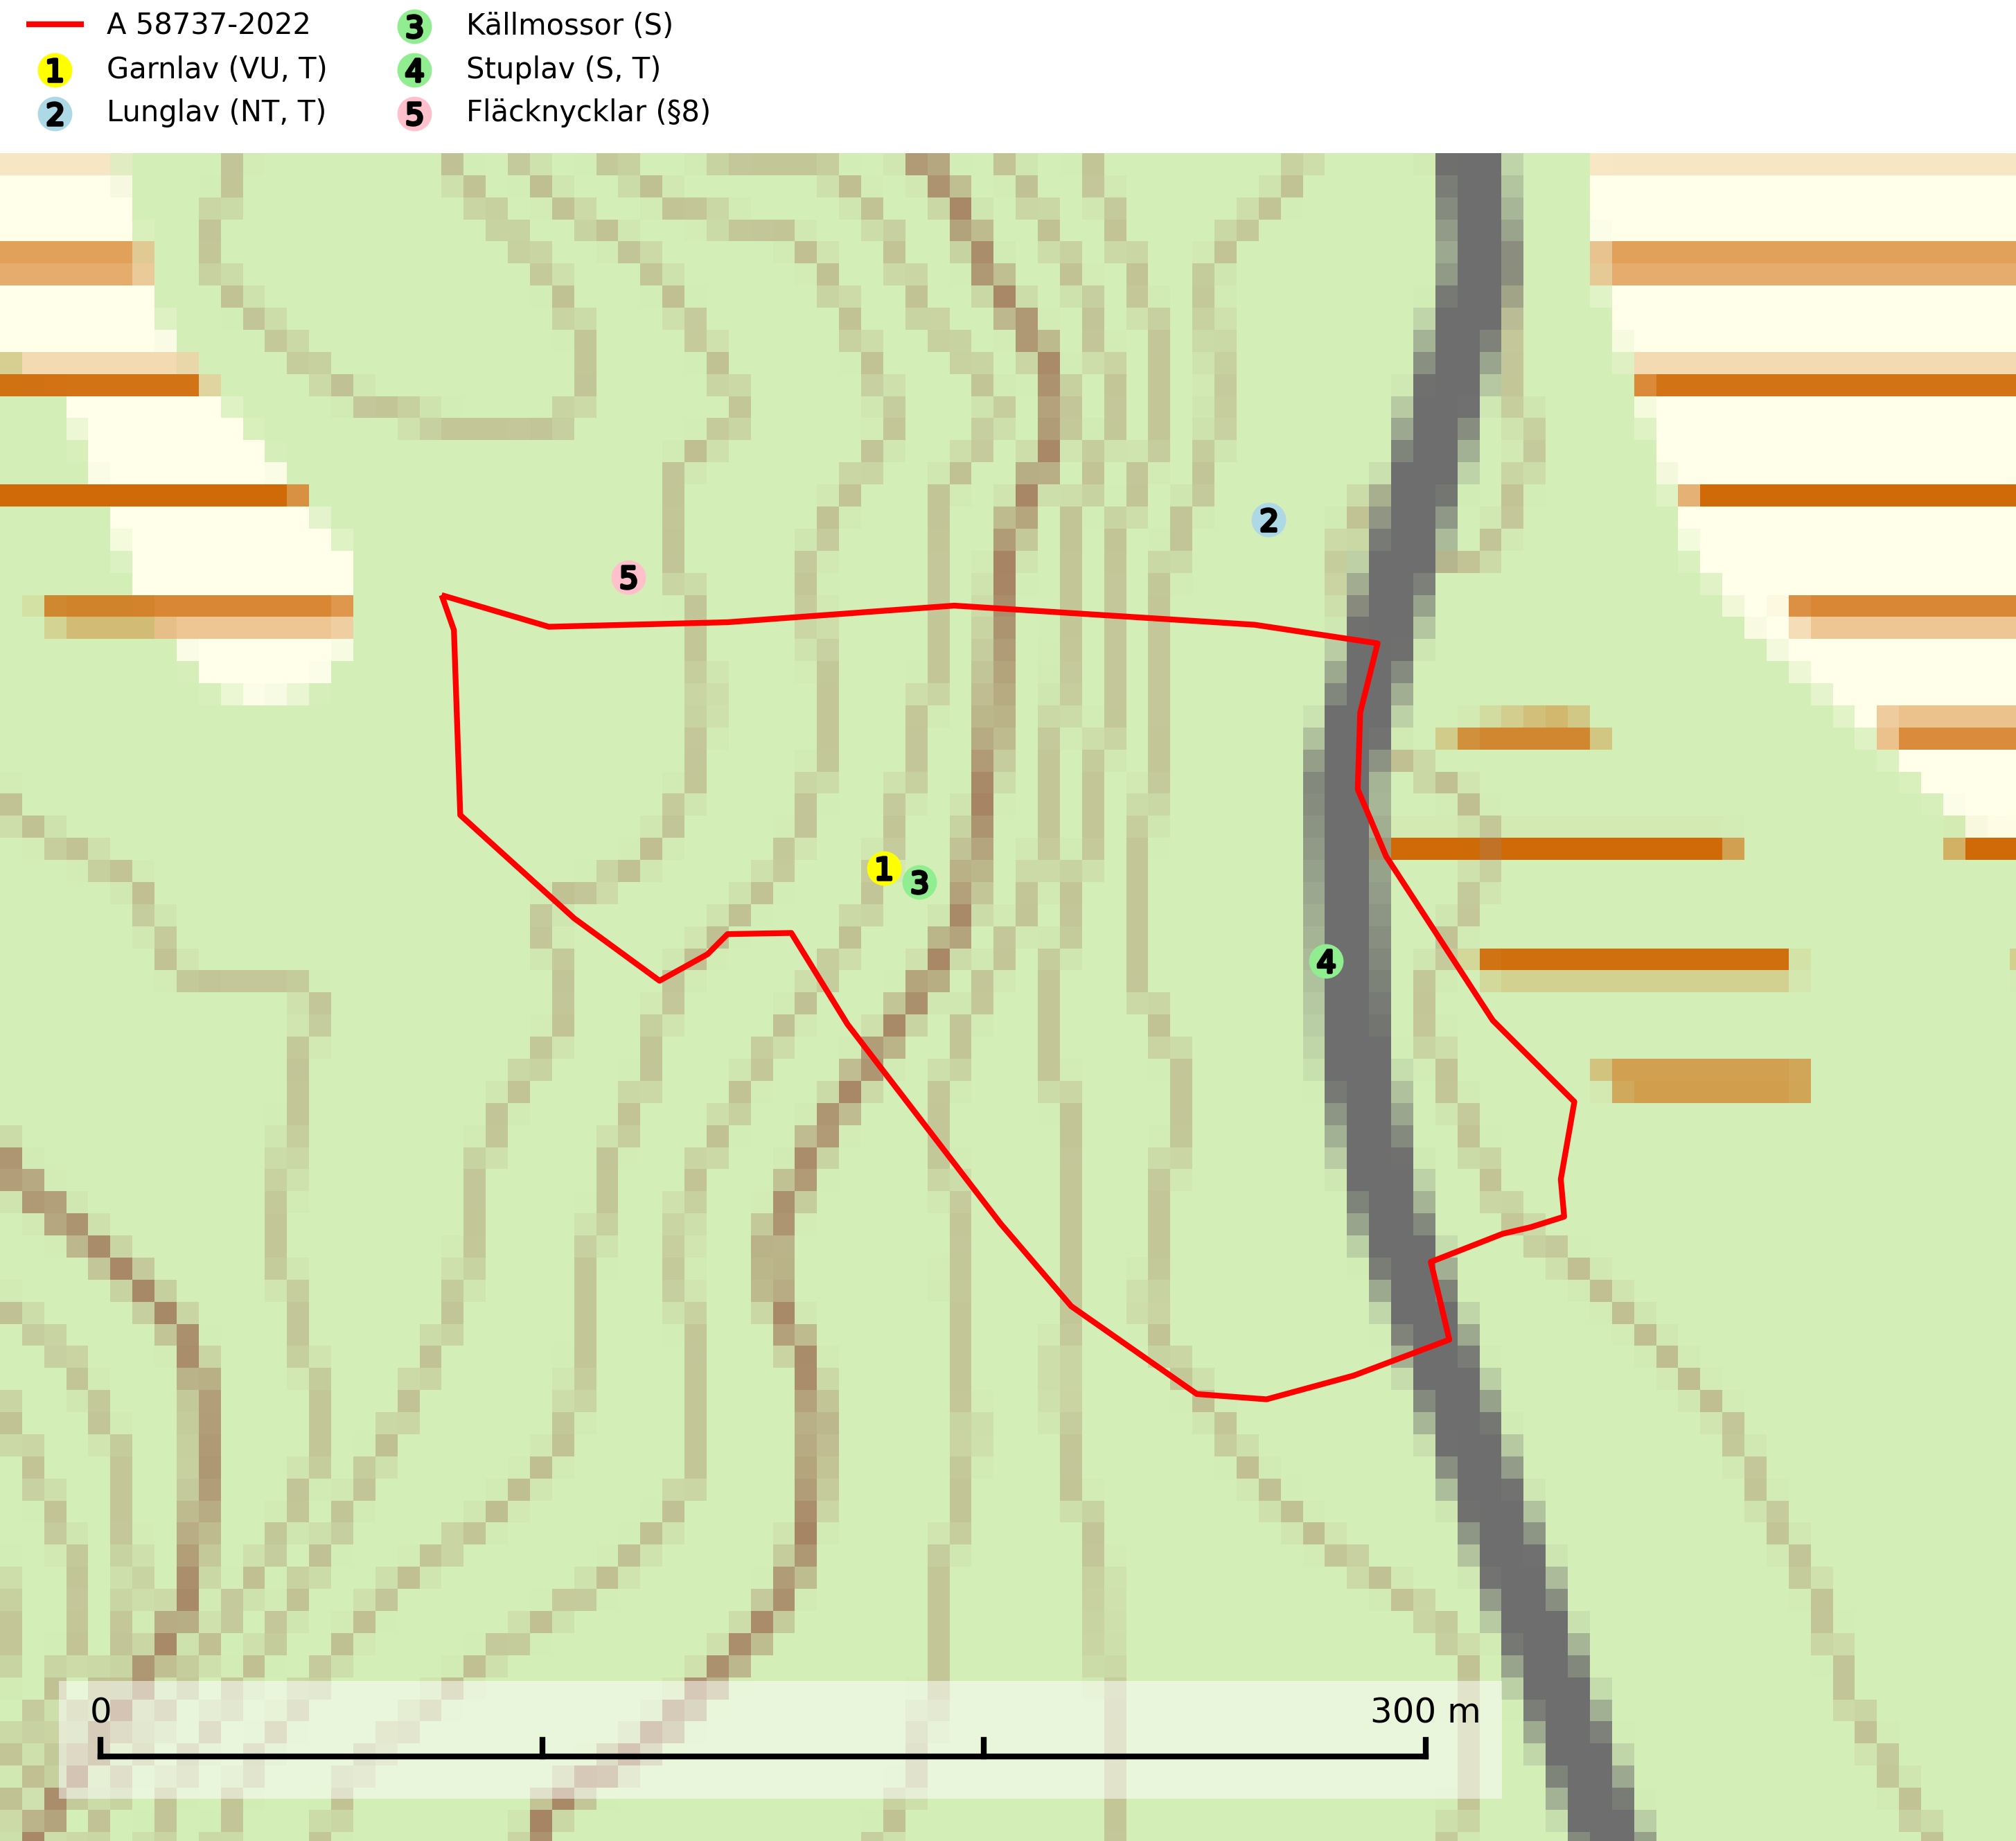 A 58737-2022
1 Garnlav (VU, T)
2 Lunglav (NT, T)
3 Källmossor (S)
4 Stuplav (S, T)
5 Fläcknycklar (§8)
2
5
1
3
4
0 300 m